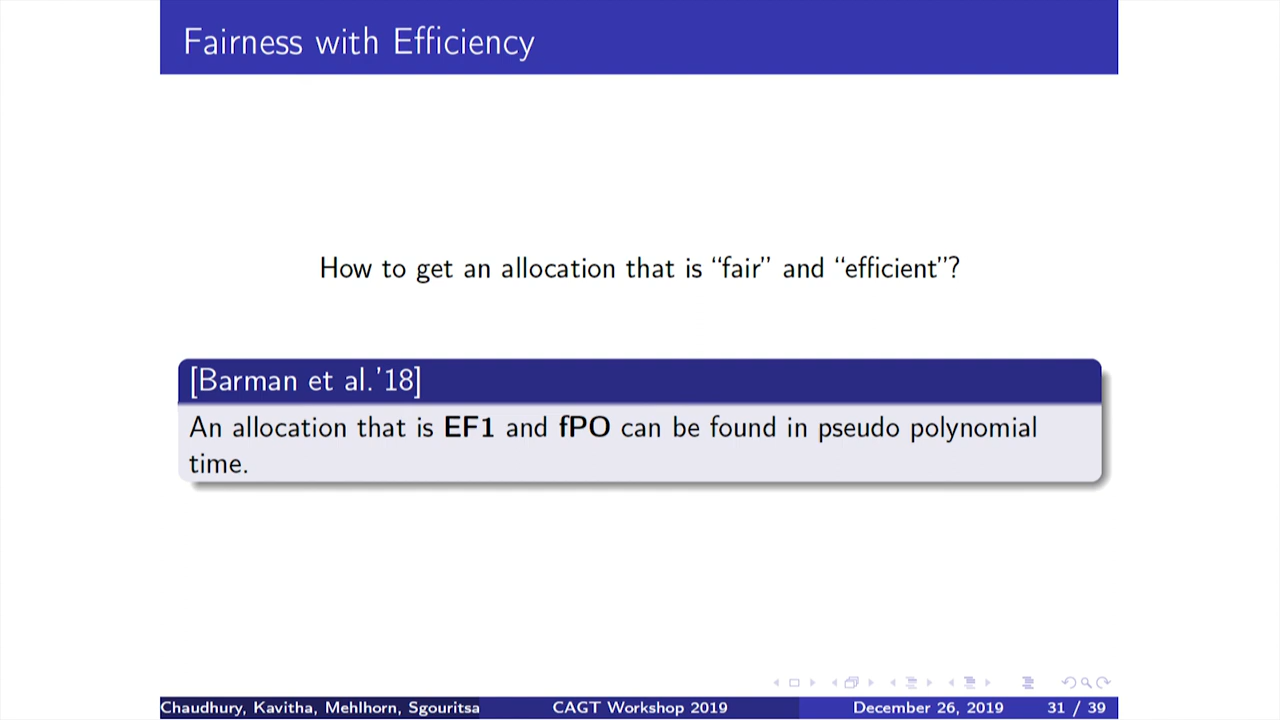 Fairness with Efficiency
How to get an allocation that is “fair” and “efficient”?
[Barman et al.’18]
An allocation that is EF1 and fPO can be found in pseudo polynomial
time.
Chaudhury, Kavitha, Mehlhorn, Sgouritsa
CAGT Workshop 2019
December 26, 2019
31 / 39